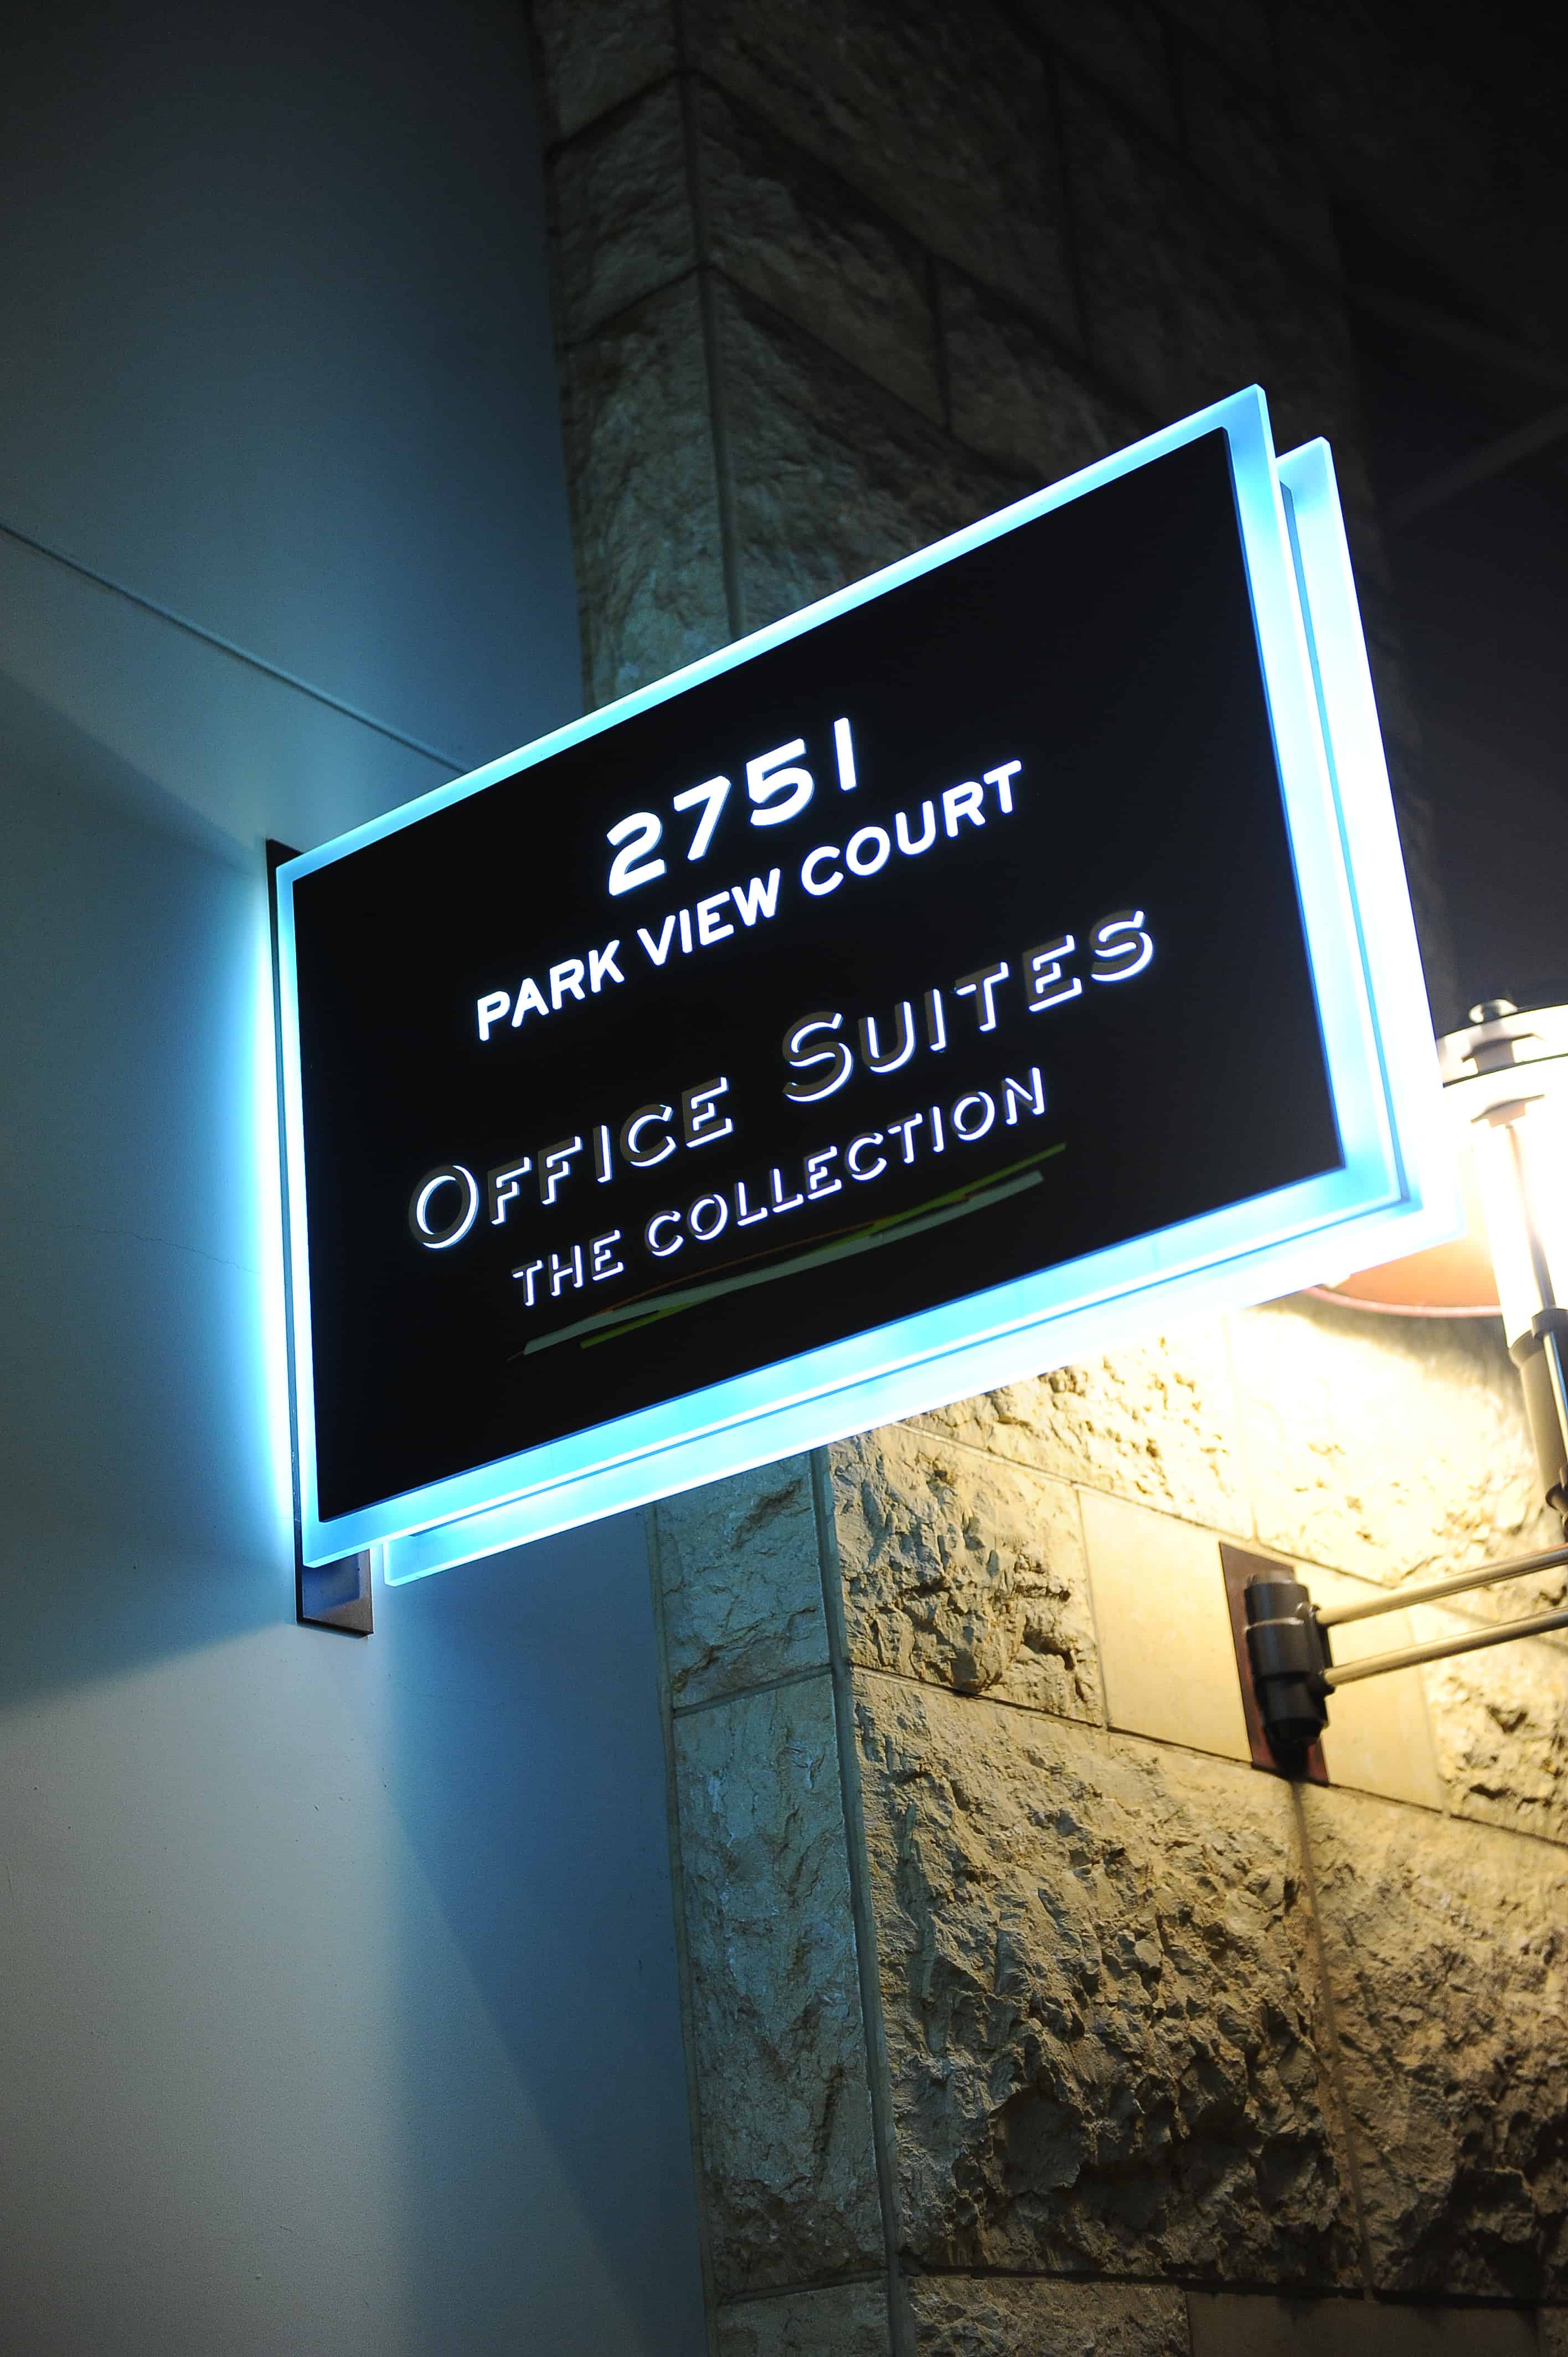 2751
PARK VIEW COURT
OFFICE SUITES
THE COLLECTION